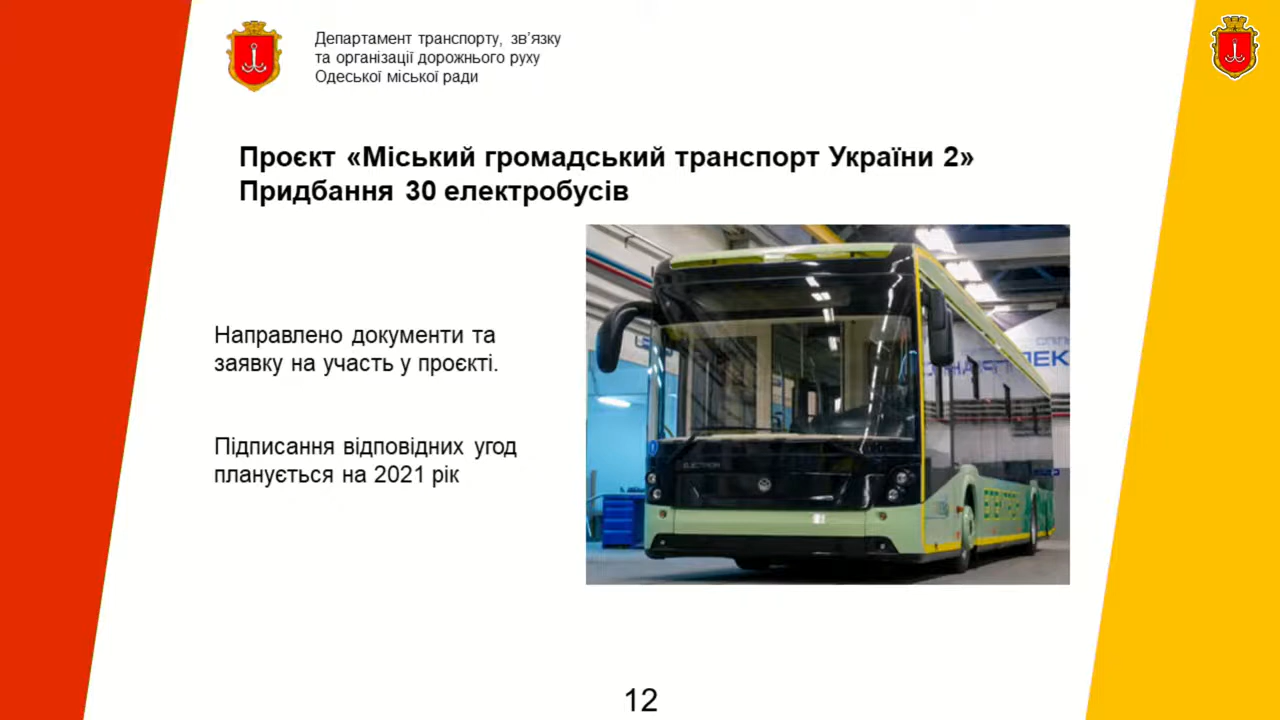 Департамент транспорту, зв'язку
та організації дорожнього руху
Одеської міської ради
Проєкт «Міський громадський транспорт України 2»
Придбання 30 електробусів
Направлено документи та
заявку на участь у проєкті.
Підписання відповідних угод
планується на 2021 рік
ELECTRON
12